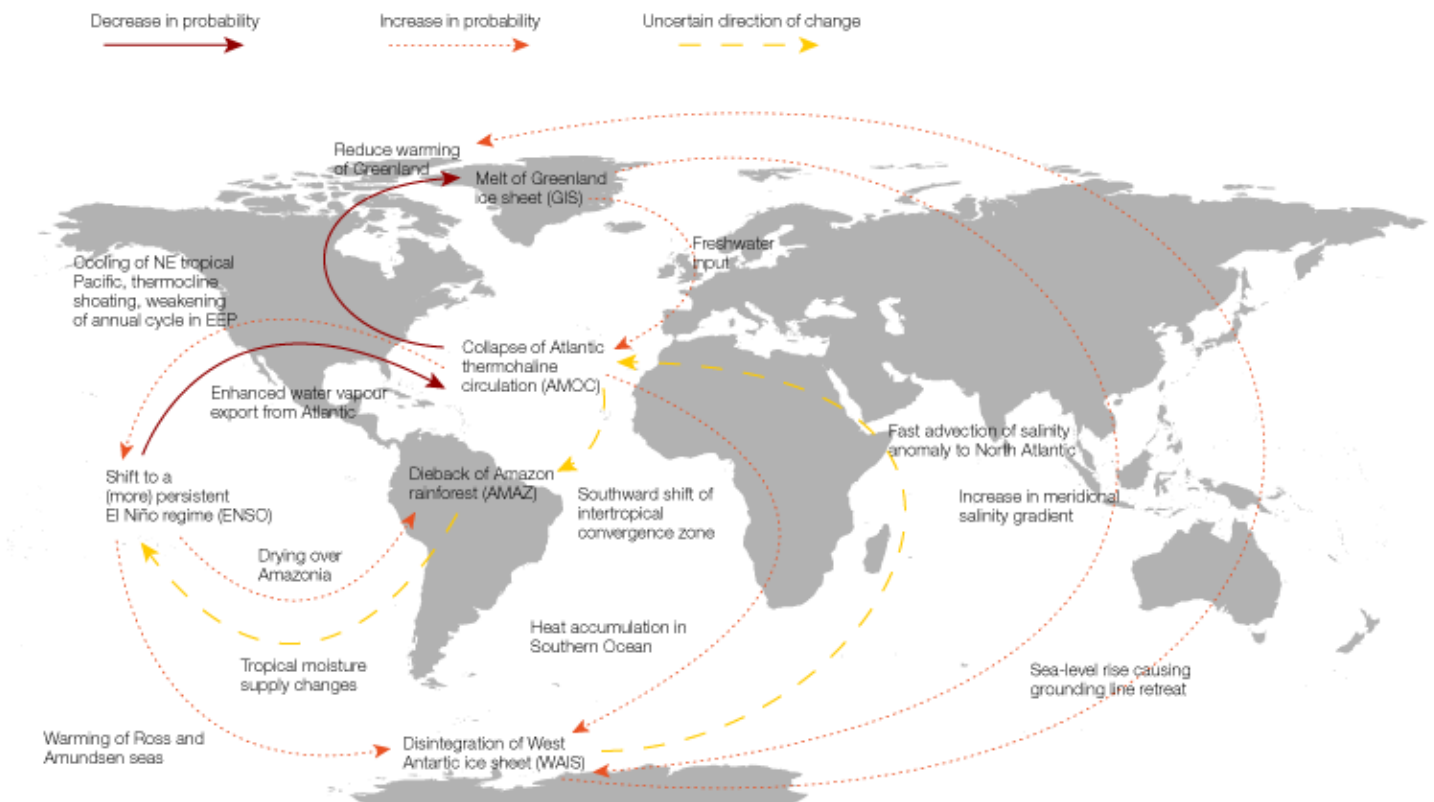 Decrease in probability
Increase in probability
Uncertain direction of change
Reduce warming
of Greenland
Melt of Greenland
ice sheet (GIS)
Freshwater
input
Cooling of NE tropical
Pacific, thermocline
shoating, weakening
of annual cycle in EEP
Collapse of Atlantic
thermohaline
circulation (AMOC)
Enhanced water vapour
export from Atlantic
Fast advection of salinity
anomaly to North Atlantic
Shift to a
(more) persistent
El Niño regime (ENSO)
Dieback of Amazon
rainforest (AMAZ)
Southward shift of
intertropical
convergence zone
Increase in meridional
salinity gradient
Drying over
Amazonia
Heat accumulation in
Southern Ocean
Tropical moisture
supply changes
Sea-level rise causing
grounding line retreat
Warming of Ross and
Amundsen seas
Disintegration of West
Antartic ice sheet (WAIS)